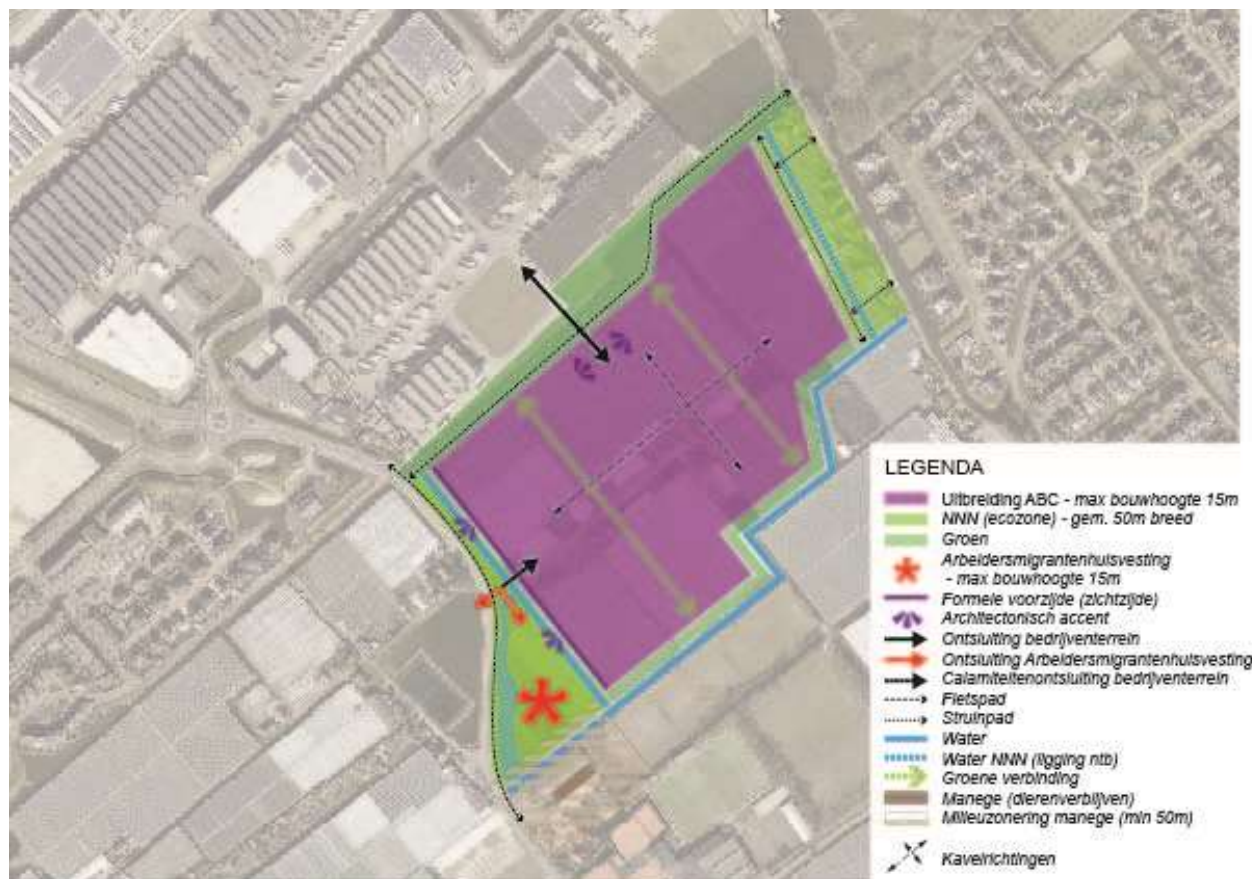 LEGENDA
Uitbreiding ABC - max bouwhoogte 15m
NNN (ecozone) - gem. 50m breed
Groen
Arbeidersmigrantenhuisvesting
- max bouwhoogte 15m
Formele voorzijde (zichtzijde)
Architectonisch accent
Ontsluiting bedrijventerrein
Ontsluiting Arbeidersmigrantenhuisvesting
Calamiteitenontsluiting bedrijventerrein
Fietspad
Struinpad
Water
Water NNN (ligging ntb)
Groene verbinding
Manege (dierenverblijven)
Milieuzonering manege (min 50m)
Kavelrichtingen